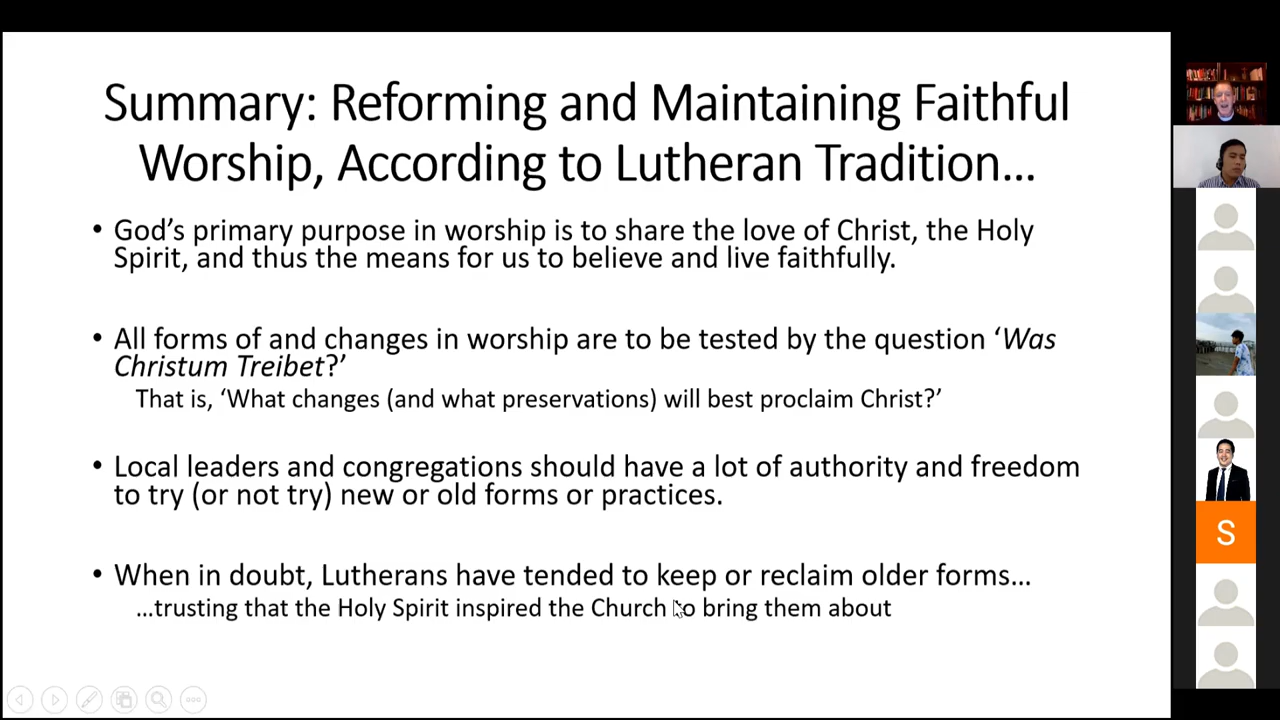 Summary: Reforming and Maintaining Faithful
Worship, According to Lutheran Tradition…
• God's primary purpose in worship is to share the love of Christ, the Holy
Spirit, and thus the means for us to believe and live faithfully.
• All forms of and changes in worship are to be tested by the question ‘Was
Christum Treibet?’
That is, ‘What changes (and what preservations) will best proclaim Christ?’
• Local leaders and congregations should have a lot of authority and freedom
to try (or not try) new or old forms or practices.
• When in doubt, Lutherans have tended to keep or reclaim older forms…
…trusting that the Holy Spirit inspired the Church to bring them about
S